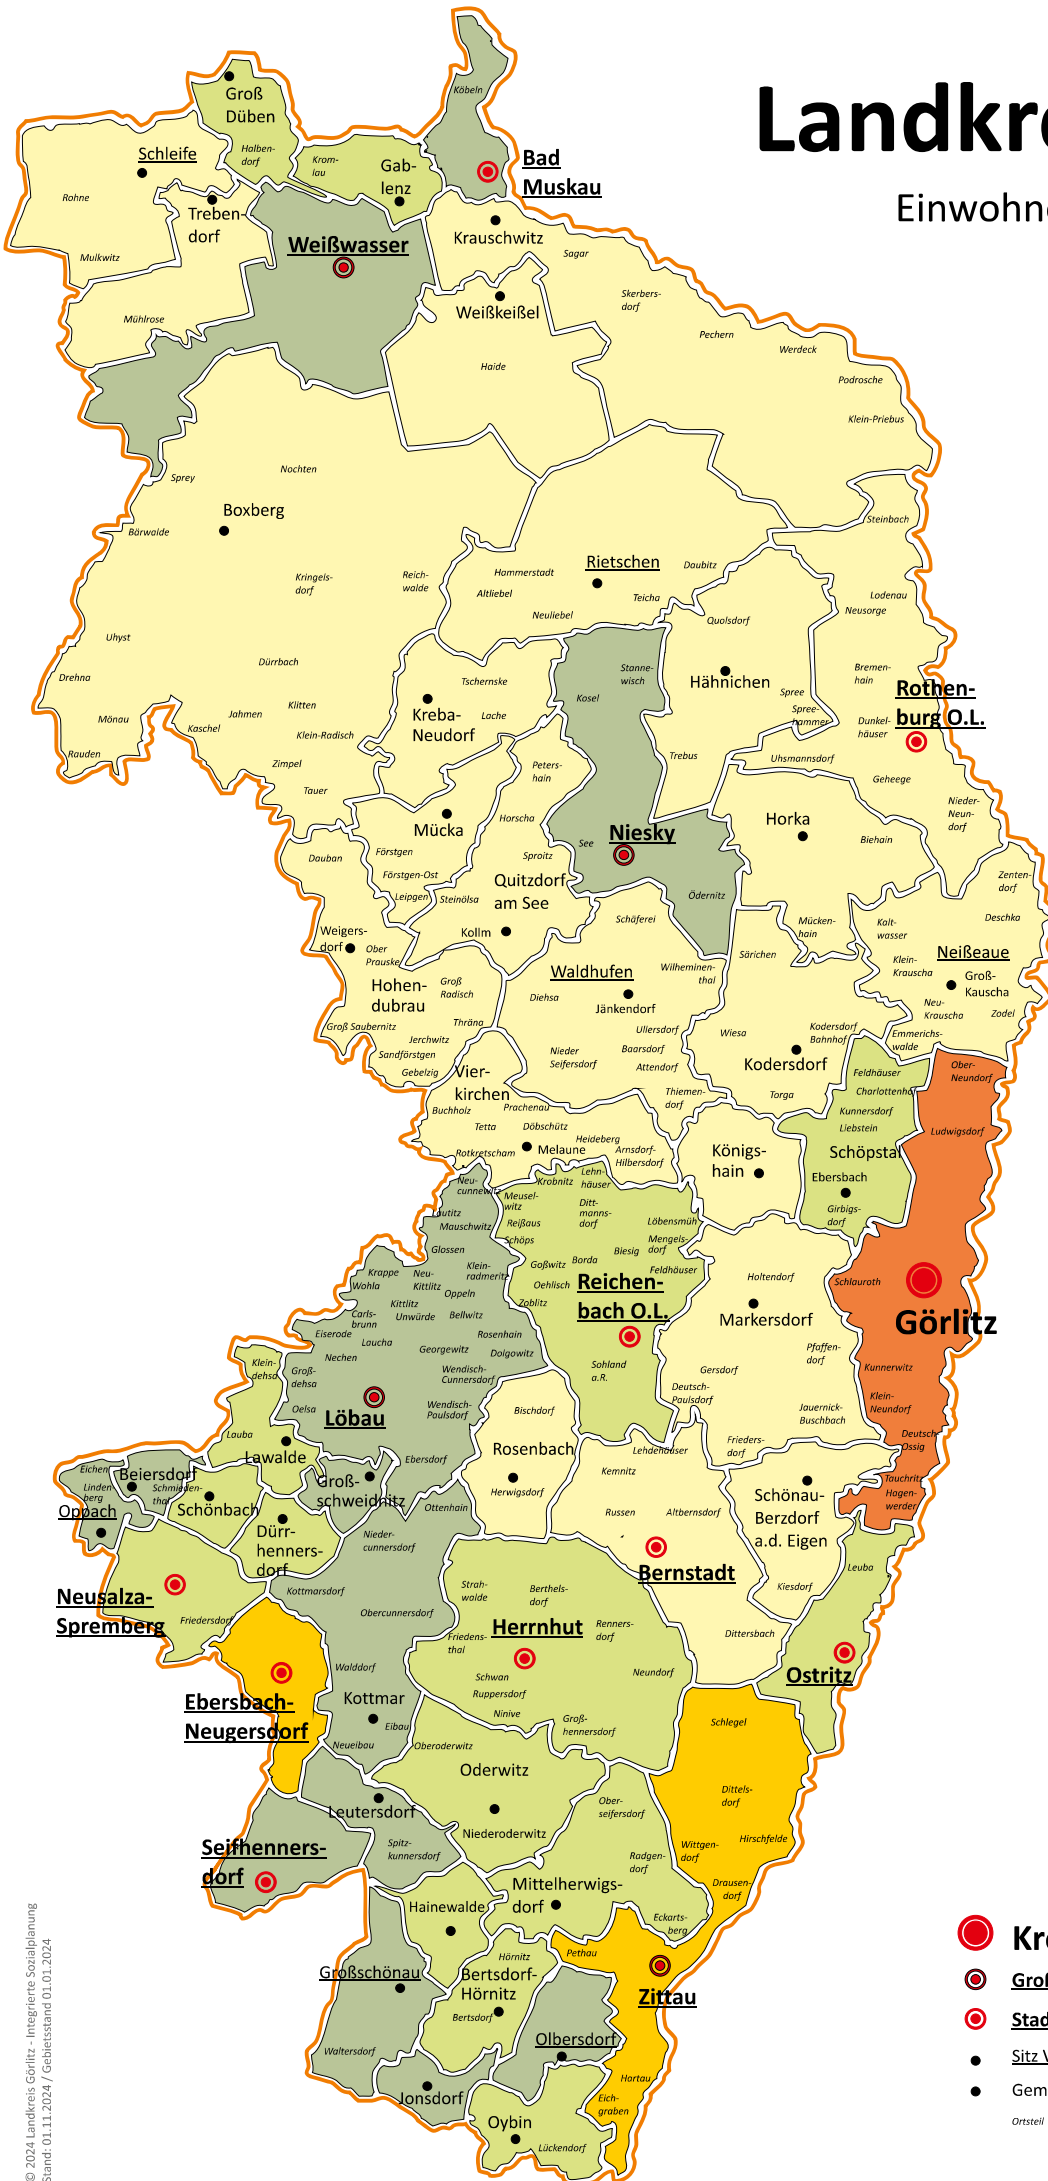 Landkre
Einwohne
Köbeln
Groß
Düben
Halben-
dorf
Krom-
lau
Gab-
lenz
Bad
Muskau
Schleife
Rohne
Treben-
dorf
Mulkwitz
Mühlrose
Weißwasser
Krauschwitz
Sagar
Skerbers-
dorf
Weißkeißel
Haide
Pechern
Werdeck
Podrosche
Klein-Priebus
Sprey
Nochten
Boxberg
Bärwalde
Kringels-
dorf
Reich-
walde
Uhyst
Dürrbach
Drehna
Mönau
Jahmen
Klitten
Kaschel
Klein-Radisch
Rauden
Zimpel
Tauer
Steinbach
Rietschen
Daubitz
Hammerstadt
Altliebel
Teicha
Neuliebel
Lodenau
Neusorge
Quolsdorf
Stanne-
wisch
Kosel
Hähnichen
Spree
Spree-
hammer
Bremen-
hain
Rothen-
burg O.L.
Dunkel-
häuser
Tschernske
Kreba-
Neudorf
Lache
Trebus
Uhsmannsdorf
Geheege
Nieder-
Neun-
dorf
Peters-
hain
Mücka
Horscha
Niesky
See
Horka
Biehain
Förstgen
Sproitz
Dauban
Förstgen-Ost
Quitzdorf
am See
Leipgen
Steinölsa
Ödernitz
Zenten-
dorf
Deschka
Schäferei
Mücken-
hain
Kalt-
wasser
Weigers-
dorf
Ober
Prauske
Kollm
Särichen
Neißeaue
Klein-
Krauscha
Groß-
Kauscha
Waldhufen
Wilheminen-
thal
Hohen-
dubrau
Groß
Radisch
Diehsa
Jänkendorf
Neu-
Krauscha
Zodel
Thräna
Groß Saubernitz
Ullersdorf
Wiesa
Kodersdorf
Bahnhof
Emmerichs-
walde
Jerchwitz
Sandförstgen
Nieder
Seifersdorf
Baarsdorf
Attendorf
Kodersdorf
Gebelzig
Vier-
kirchen
Thiemen-
dorf
Torga
Feldhäuser
Charlottenhof
Ober-
Neundorf
Buchholz
Prachenau
Kunnersdorf
Liebstein
Ludwigsdorf
Tetta
Döbschütz
Heideberg
Rotkretscham
Melaune
Arnsdorf-
Hilbersdorf
Königs-
hain
Schöpstal
Ebersbach
Girbigs-
dorf
Neu-
cunnewitz
Krobnitz
Lehn-
häuser
Meusel-
witz
Lautitz
Mauschwitz
Reißaus
Ditt-
manns-
dorf
Löbensmüh
Schöps
Glossen
Biesig
Mengels-
dorf
Krappe
Wohla
Neu-
Kittlitz
Klein-
radmeritz
Goßwitz
Borda
Feldhäuser
Oehlisch
Reichen-
bach O.L.
Oppeln
Kittlitz
Zoblitz
Carls-
brunn
Unwürde
Bellwitz
Eiserode
Laucha
Rosenhain
Georgewitz
Dolgowitz
Nechen
Sohland
a.R.
Holtendorf
Markersdorf
Schlauroth
Görlitz
Pfaffen-
dorf
Kunnerwitz
Gersdorf
Deutsch-
Paulsdorf
Klein-
Neundorf
Jauernick-
Buschbach
Deutsch-
Ossig
Klein-
dehsa
Groß-
dehsa
Wendisch-
Cunnersdorf
Oelsa
Löbau
Wendisch-
Paulsdorf
Bischdorf
Lauba
Lawalde
Rosenbach
Lehdehäuser
Frieders-
dorf
Ebersdorf
Eichen
Beiersdorf
Linden
berg
Schmieden-
thal
Groß-
schweidnitz
Herwigsdorf
Kemnitz
Tauchritz
Hagen-
werder
Oppach
Schönbach
Ottenhain
Russen
Altbernsdorf
Schönau-
Berzdorf
a.d. Eigen
Dürr-
henners-
dorf
Nieder-
cunnersdorf
Bernstadt
Kiesdorf
Leuba
Neusalza-
Spremberg
Kottmarsdorf
Strah-
walde
Berthels-
dorf
Friedersdorf
Obercunnersdorf
Herrnhut
Renners-
dorf
Dittersbach
Friedens-
thal
Ebersbach-
Neugersdorf
Walddorf
Schwan
Ruppersdorf
Neundorf
Ostritz
Kottmar
Ninive
Groß-
hennersdorf
Eibau
Schlegel
Neueibau
Oberoderwitz
Oderwitz
Leutersdorf
Ober-
seifersdorf
Dittels-
dorf
Niederoderwitz
Seifhenners-
dorf
Spitz-
kunnersdorf
Wittgen-
dorf
Hirschfelde
Radgen-
dorf
Mittelherwigs-
dorf
Drausen-
dorf
Hainewalde
Eckarts-
berg
Pethau
Hörnitz
Großschönau
Bertsdorf-
Hörnitz
Zittau
Bertsdorf
Olbersdorf
Waltersdorf
Jonsdorf
Hortau
Eich-
graben
Oybin
Lückendorf
Kre
Groß
Stad
Sitz V
Gem
Ortsteil
© 2024 Landkreis Görlitz - Integrierte Sozialplanung
Stand: 01.11.2024 / Gebietsstand 01.01.2024